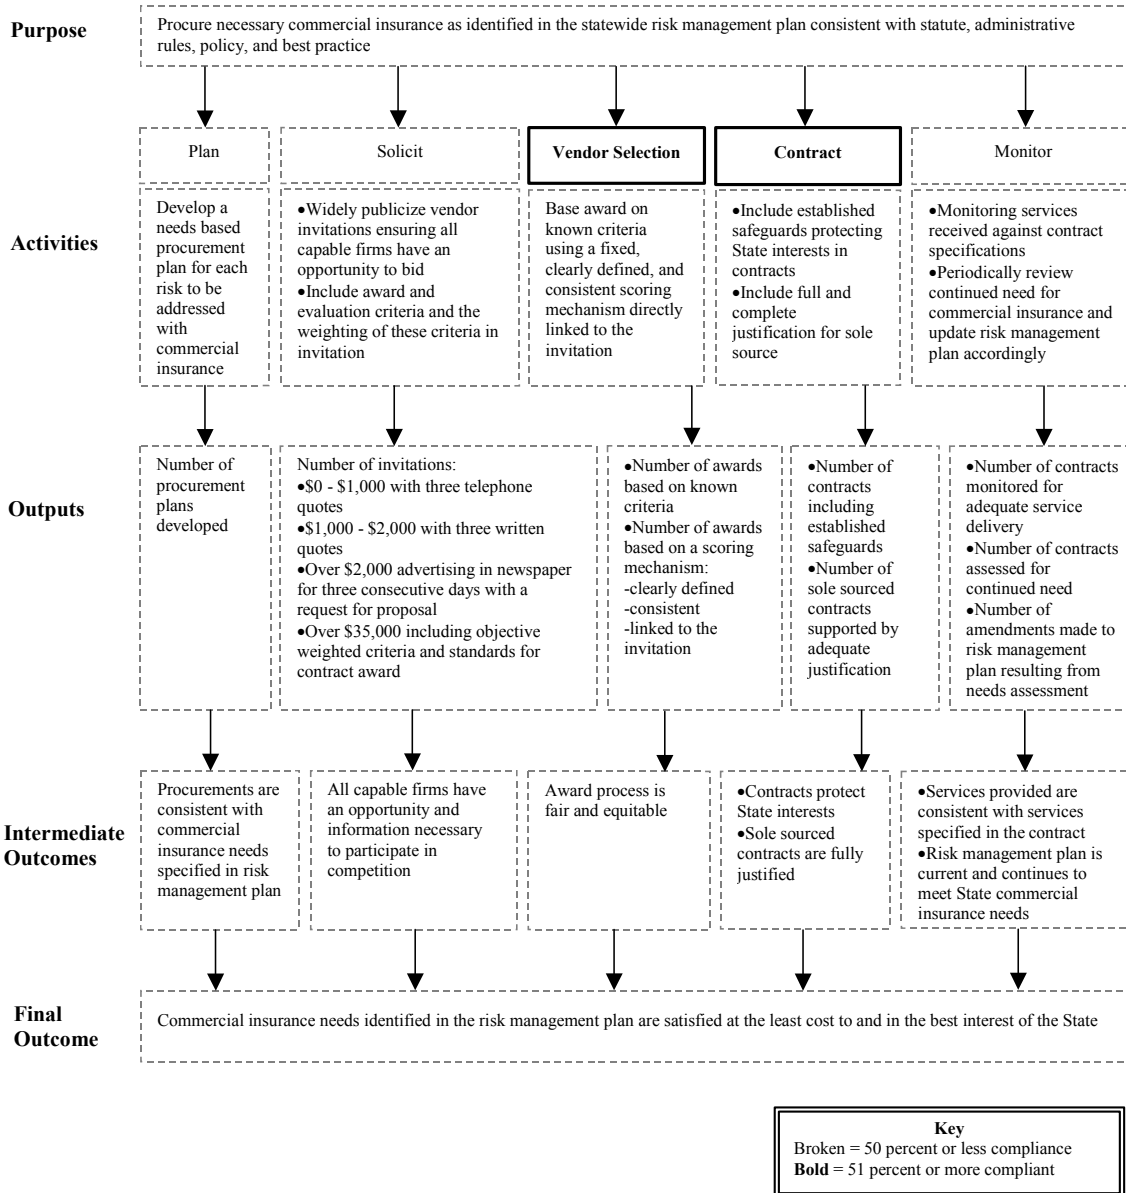 Purpose
Procure necessary commercial insurance as identified in the statewide risk management plan consistent with statute, administrative
rules, policy, and best practice
Plan
Solicit
Vendor Selection
Contract
Monitor
Activities
Develop a
needs based
procurement
plan for each
risk to be
addressed
with
commercial
insurance
•Widely publicize vendor
invitations ensuring all
capable firms have an
opportunity to bid
•Include award and
evaluation criteria and the
weighting of these criteria in
invitation
Base award on
known criteria
using a fixed,
clearly defined, and
consistent scoring
mechanism directly
linked to the
invitation
•Include established
safeguards protecting
State interests in
contracts
•Include full and
complete
justification for sole
source
•Monitoring services
received against contract
specifications
•Periodically review
continued need for
commercial insurance and
update risk management
plan accordingly
Outputs
Number of
procurement
plans
developed
Number of invitations:
•$0 - $1,000 with three telephone
quotes
•$1,000 - $2,000 with three written
quotes
•Over $2,000 advertising in newspaper
for three consecutive days with a
request for proposal
•Over $35,000 including objective
weighted criteria and standards for
contract award
•Number of awards
based on known
criteria
•Number of awards
based on a scoring
mechanism:
-clearly defined
-consistent
-linked to the
invitation
•Number of
contracts
including
established
safeguards
•Number of
sole sourced
contracts
supported by
adequate
justification
•Number of contracts
monitored for
adequate service
delivery
•Number of contracts
assessed for
continued need
•Number of
amendments made to
risk management
plan resulting from
needs assessment
Intermediate
Outcomes
Procurements are
consistent with
commercial
insurance needs
specified in risk
management plan
All capable firms have
an opportunity and
information necessary
to participate in
competition
Award process is
fair and equitable
•Contracts protect
State interests
•Sole sourced
contracts are fully
justified
•Services provided are
consistent with services
specified in the contract
•Risk management plan is
current and continues to
meet State commercial
insurance needs
Final
Outcome
Commercial insurance needs identified in the risk management plan are satisfied at the least cost to and in the best interest of the State
Key
Broken = 50 percent or less compliance
Bold = 51 percent or more compliant